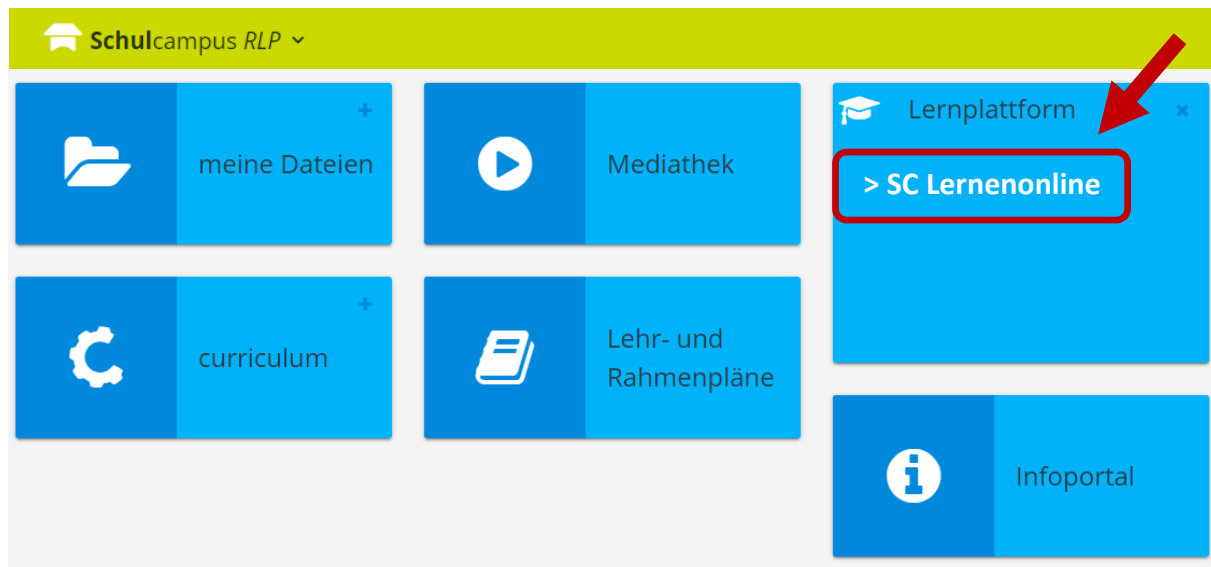 Schulcampus RLP
meine Dateien
Mediathek
Lernplattform
> SC Lernenonline
curriculum
Lehr- und
Rahmenpläne
Infoportal